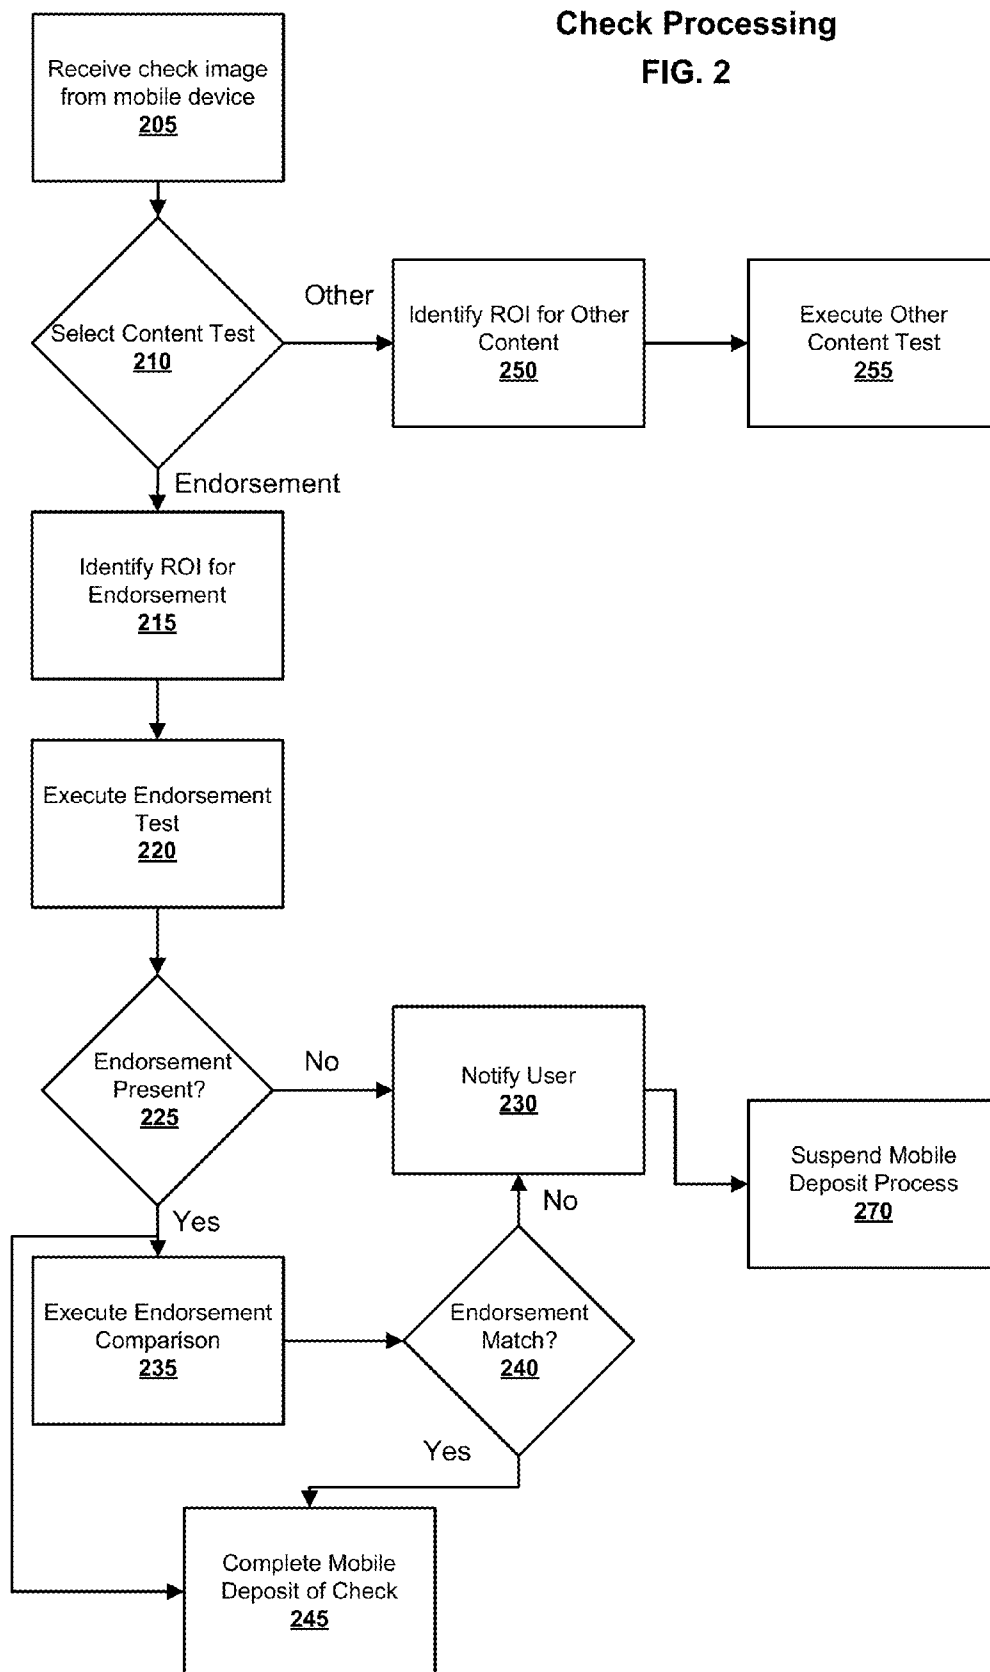 Check Processing
FIG. 2
Receive check image
from mobile device
205
Select Content Test
210
Other
Identify ROI for Other
Content
250
Execute Other
Content Test
255
Endorsement
Identify ROI for
Endorsement
215
Execute Endorsement
Test
220
Endorsement
Present?
225
No
Notify User
230
Suspend Mobile
Deposit Process
270
Yes
No
Execute Endorsement
Comparison
235
Endorsement
Match?
240
Yes
Complete Mobile
Deposit of Check
245